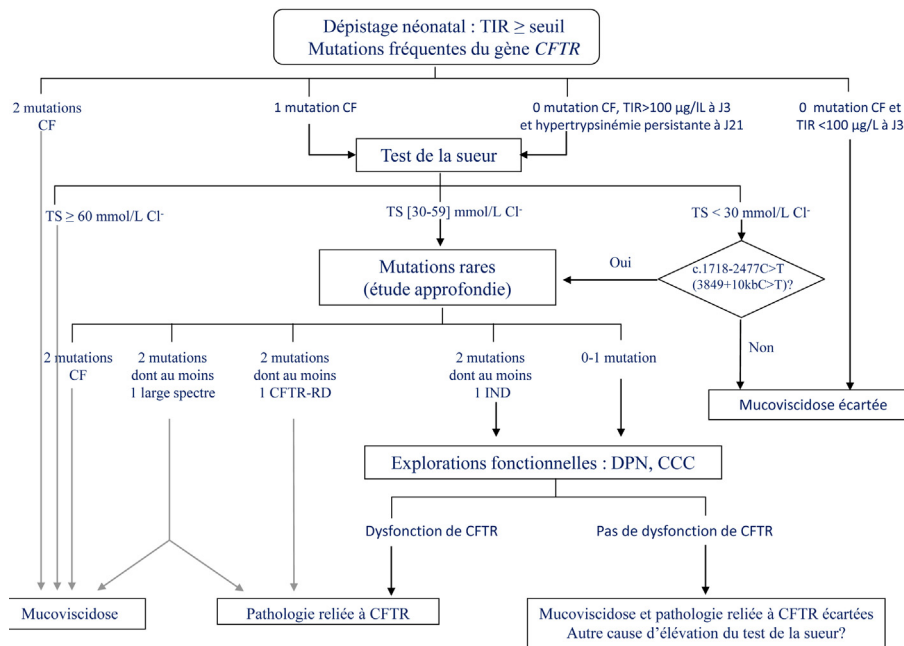 Dépistage néonatal : TIR ≥ seuil
Mutations fréquentes du gène CFTR
2 mutations
CF
1 mutation CF
0 mutation CF, TIR>100 µg/lL à J3
et hypertrypsinémie persistante à J21
0 mutation CF et
TIR <100 µg/L à J3
Test de la sueur
TS ≥ 60 mmol/L Cl-
TS [30-59] mmol/L Cl-
TS < 30 mmol/L Cl-
Mutations rares
(étude approfondie)
Oui
c.1718-2477C>T
(3849+10kbC>T)?
Non
2 mutations
CF
2 mutations
dont au moins
1 large spectre
2 mutations
dont au moins
1 CFTR-RD
2 mutations
dont au moins
1 IND
0-1 mutation
Mucoviscidose écartée
Explorations fonctionnelles : DPN, CCC
Dysfonction de CFTR
Pas de dysfonction de CFTR
Mucoviscidose
Pathologie reliée à CFTR
Mucoviscidose et pathologie reliée à CFTR écartées
Autre cause d’élévation du test de la sueur?